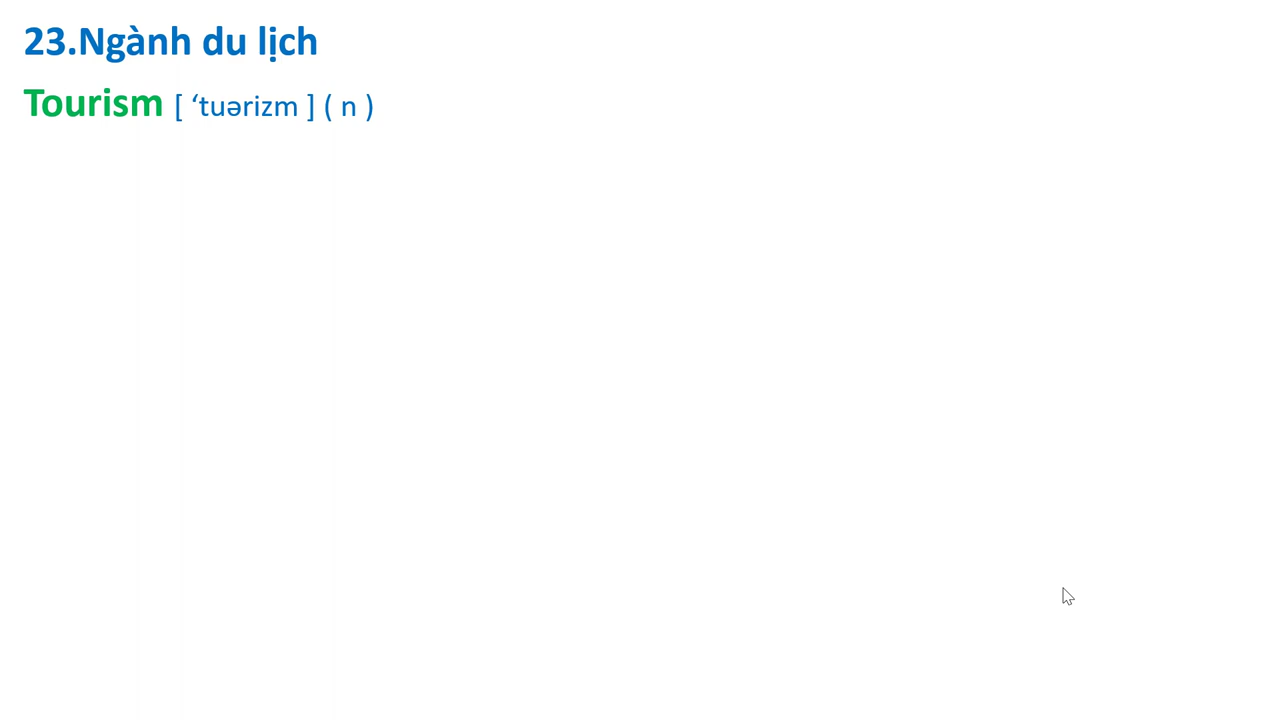 23.Ngành du lịch
Tourism [ ‘tuərizm ] ( n )